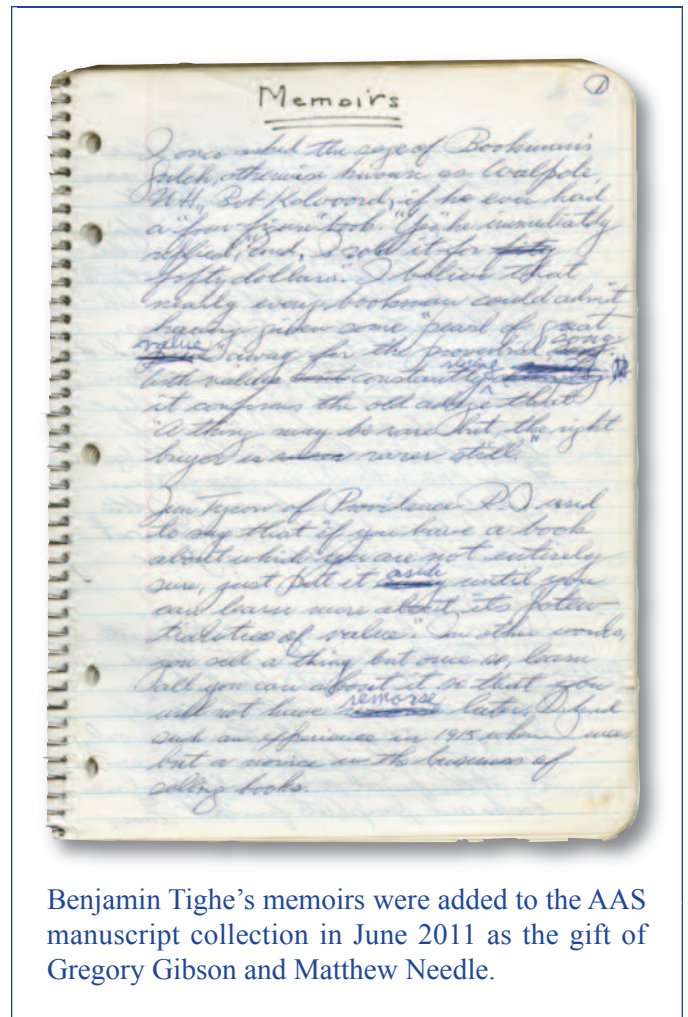 Memoirs
1
I once asked the sage of Bookman's
Gulch, otherwise known as Walpole,
N.H., Bob Kolvoord, if he ever had
a "four figure" book. "Yes," he immediately
replied, "and, I sold it for
fifty dollars". I believe that
nearly every bookman could admit
having given some "pearl of great
value" away for the proverbial song
with values constantly rising
it confirms the old adage that
"A thing may be rare but the right
buyer is rarer still."
Jim Tyson of Providence R.I. used
to say that "if you have a book
about which you are not entirely
sure, just put it aside until you
can learn more about its poten-
tialities of value". In other words,
you sell a thing but once so, learn
all you can about it so that you
will not have remorse later. I had
such an experience in 1915 when I was
but a novice in the business of
selling books.
Benjamin Tighe's memoirs were added to the AAS
manuscript collection in June 2011 as the gift of
Gregory Gibson and Matthew Needle.